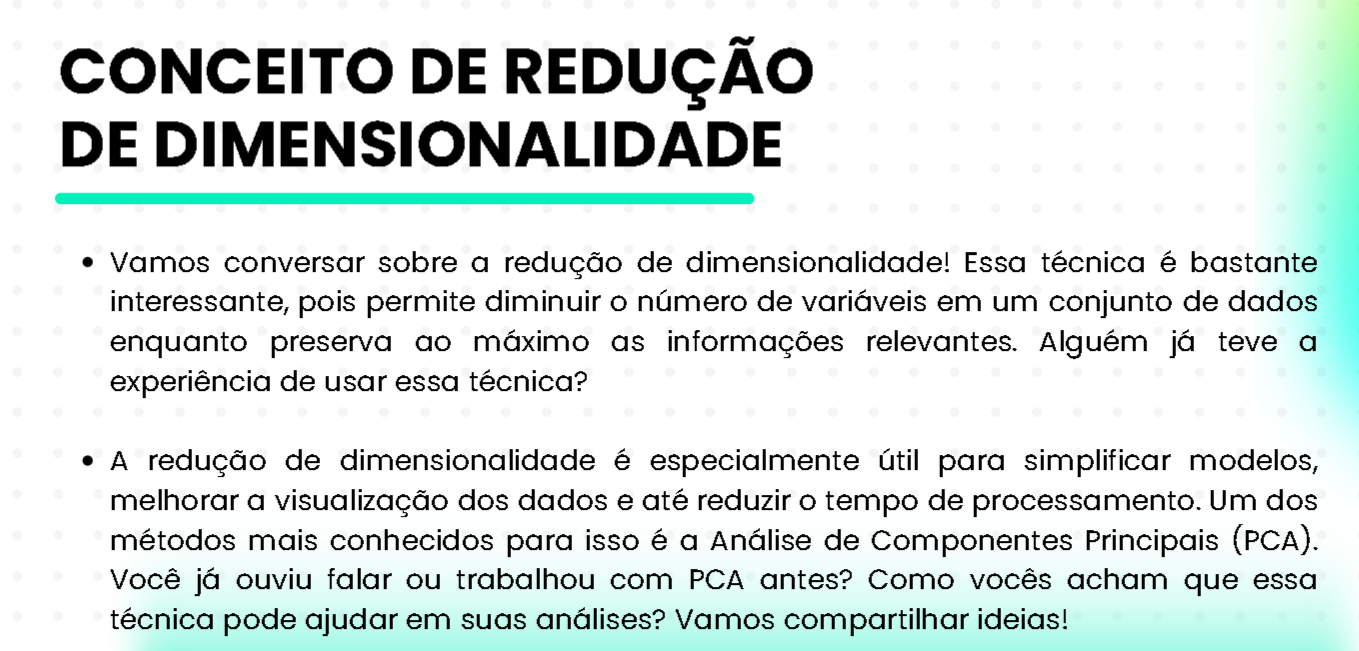 CONCEITO DE REDUÇÃO
DE DIMENSIONALIDADE
• Vamos conversar sobre a redução de dimensionalidade! Essa técnica é bastante
interessante, pois permite diminuir o número de variáveis em um conjunto de dados
enquanto preserva ao máximo as informações relevantes. Alguém já teve a
experiência de usar essa técnica?
• A redução de dimensionalidade é especialmente útil para simplificar modelos,
melhorar a visualização dos dados e até reduzir o tempo de processamento. Um dos
métodos mais conhecidos para isso é a Análise de Componentes Principais (PCA).
Você já ouviu falar ou trabalhou com PCA antes? Como vocês acham que essa
técnica pode ajudar em suas análises? Vamos compartilhar ideias!